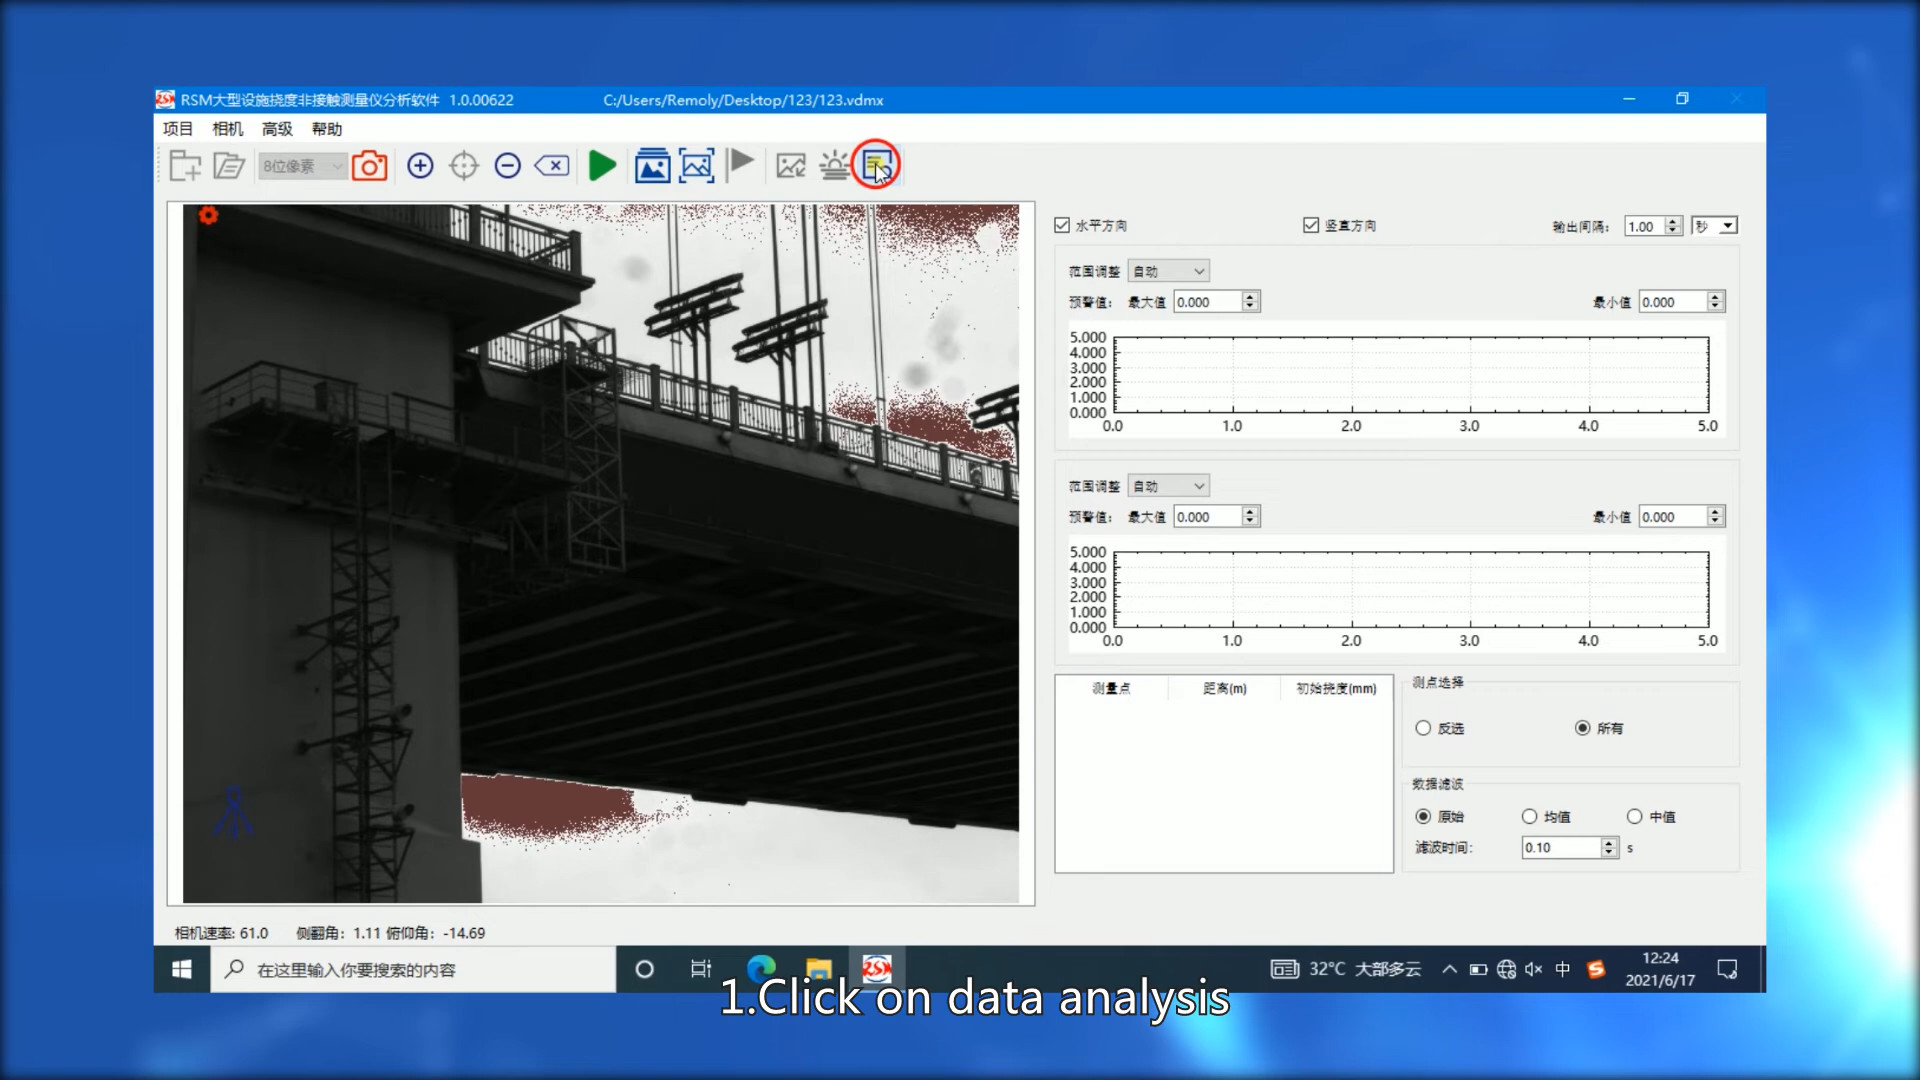 RSM大型设施挠度非接触测量仪分析软件 1.0.00622 C:/Users/Remoly/Desktop/123/123.vdmx
项目 相机 高级 帮助
8位像素
水平方向 竖直方向 输出间隔: 1.00 秒
范围调整 自动
预警值: 最大值 0.000 最小值 0.000
5.000
4.000
3.000
2.000
1.000
0.000
0.0 1.0 2.0 3.0 4.0 5.0
范围调整 自动
预警值: 最大值 0.000 最小值 0.000
5.000
4.000
3.000
2.000
1.000
0.000
0.0 1.0 2.0 3.0 4.0 5.0
测量点 距离(m) 初始挠度(mm)
测点选择
反选 所有
数据滤波
原始 均值 中值
滤波时间: 0.10 s
相机速率: 61.0 侧翻角: 1.11 俯仰角: -14.69
在这里输入你要搜索的内容
RSM
32°C 大部多云
中
12:24
2021/6/17
1.Click on data analysis